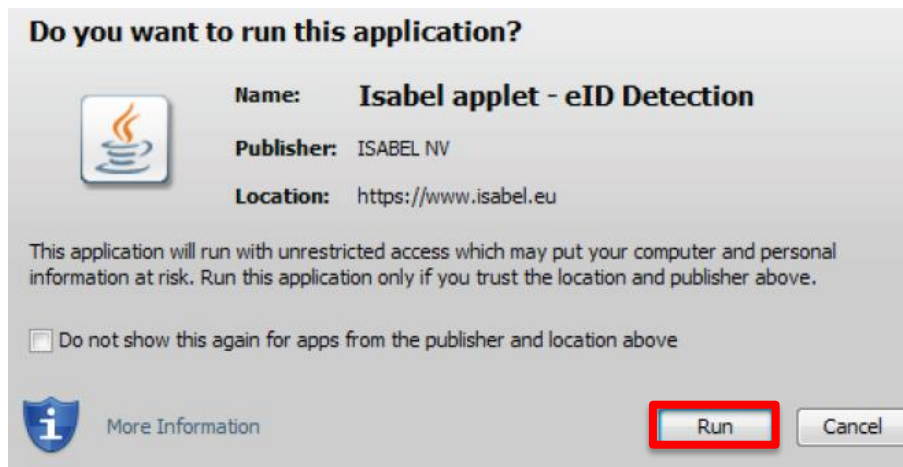 Do you want to run this application?
Name: Isabel applet - eID Detection
Publisher: ISABEL NV
Location: https://www.isabel.eu
This application will run with unrestricted access which may put your computer and personal
information at risk. Run this application only if you trust the location and publisher above.
Do not show this again for apps from the publisher and location above
More Information Run Cancel